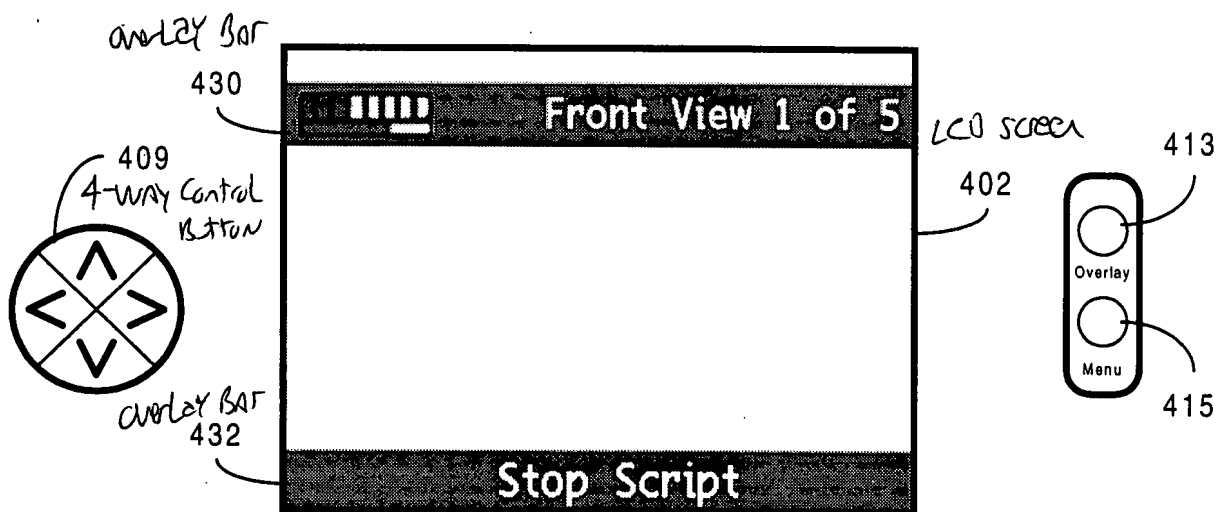 overlay Bar
430
Front View 1 of 5
LCD screen
402
413
409
4-way Control
Button
Overlay
Menu
415
overlay Bar
432
Stop Script